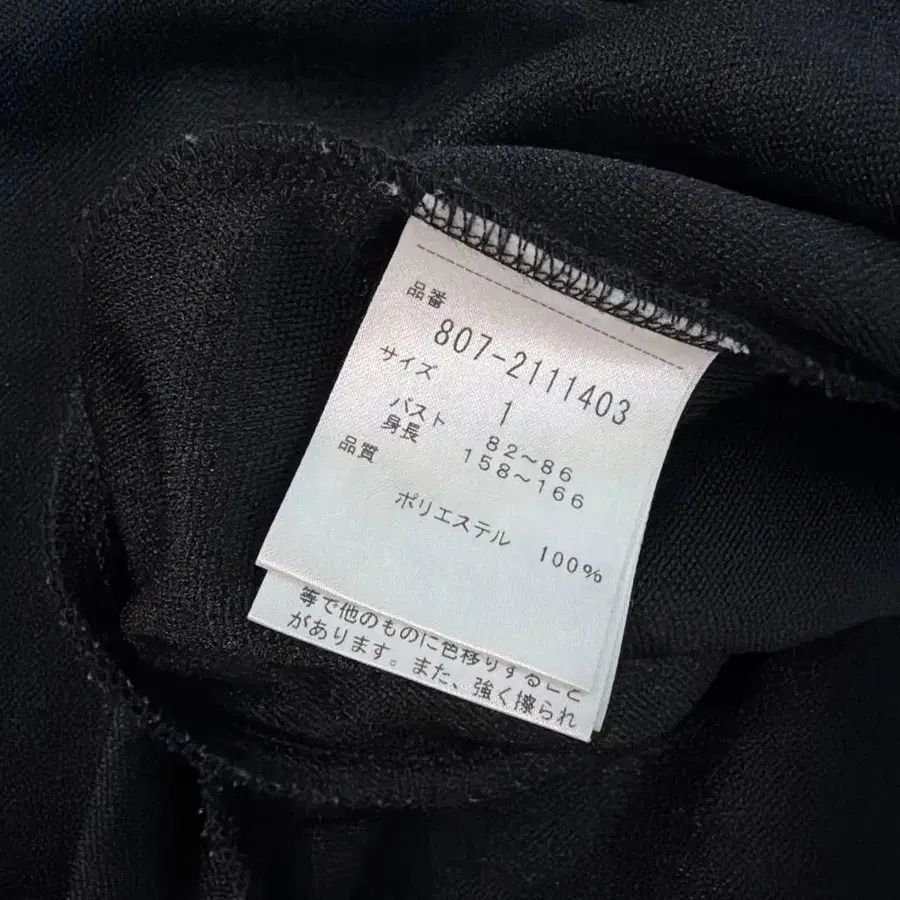 品番
807-2111403
サイズ
1
バスト 82～86
身長 158～166
品質
ポリエステル 100%
等で他のものに色移りすること
があります。また、強く擦られ